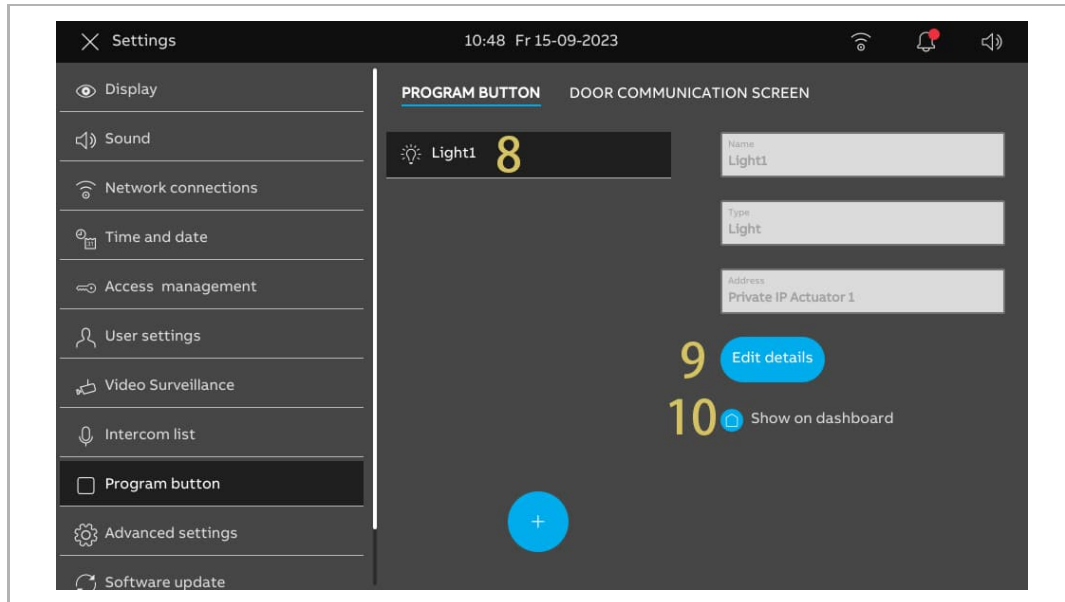 Settings
10:48 Fr 15-09-2023
Display
Sound
Network connections
Time and date
Access management
User settings
Video Surveillance
Intercom list
Program button
Advanced settings
Software update
PROGRAM BUTTON DOOR COMMUNICATION SCREEN
Light1 8
Name
Light1
Type
Light
Address
Private IP Actuator 1
9 Edit details
10 Show on dashboard
+